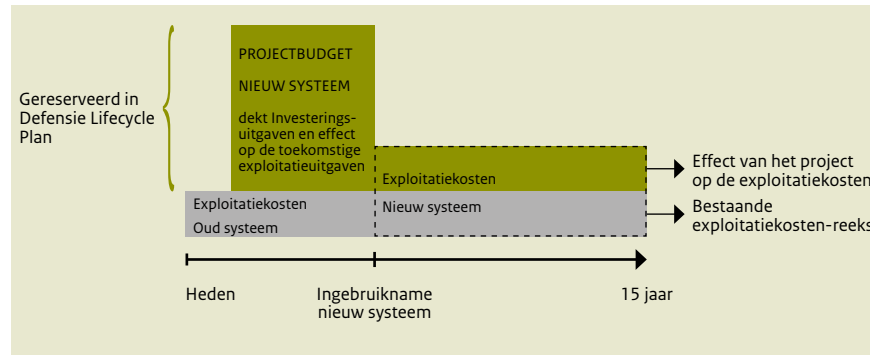 PROJECTBUDGET
NIEUW SYSTEEM
dekt Investerings-
uitgaven en effect
op de toekomstige
exploitatieuitgaven
Gereserveerd in
Defensie Lifecycle
Plan
Exploitatiekosten
Nieuw systeem
Effect van het project
op de exploitatiekosten
Bestaande
exploitatiekosten-reeks
Exploitatiekosten
Oud systeem
Heden
Ingebruikname
nieuw systeem
15 jaar